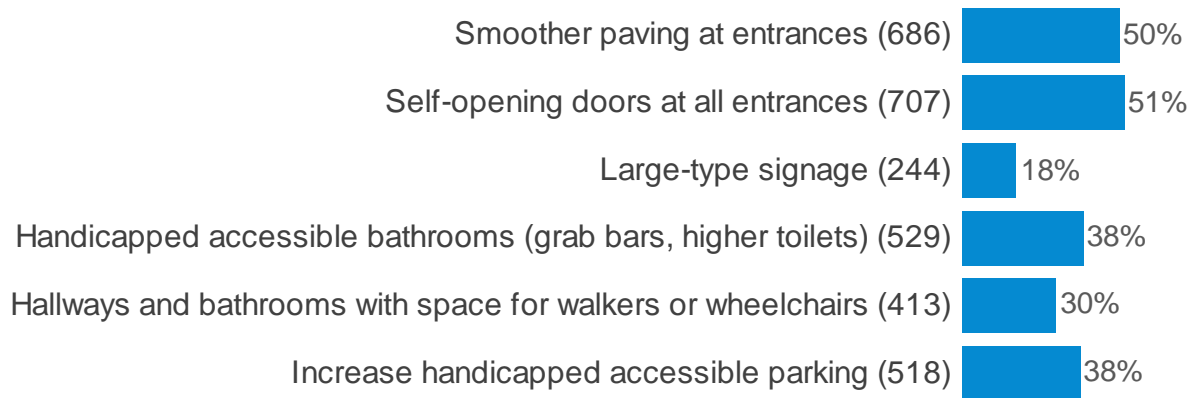 Smoother paving at entrances (686) 50%
Self-opening doors at all entrances (707) 51%
Large-type signage (244) 18%
Handicapped accessible bathrooms (grab bars, higher toilets) (529) 38%
Hallways and bathrooms with space for walkers or wheelchairs (413) 30%
Increase handicapped accessible parking (518) 38%